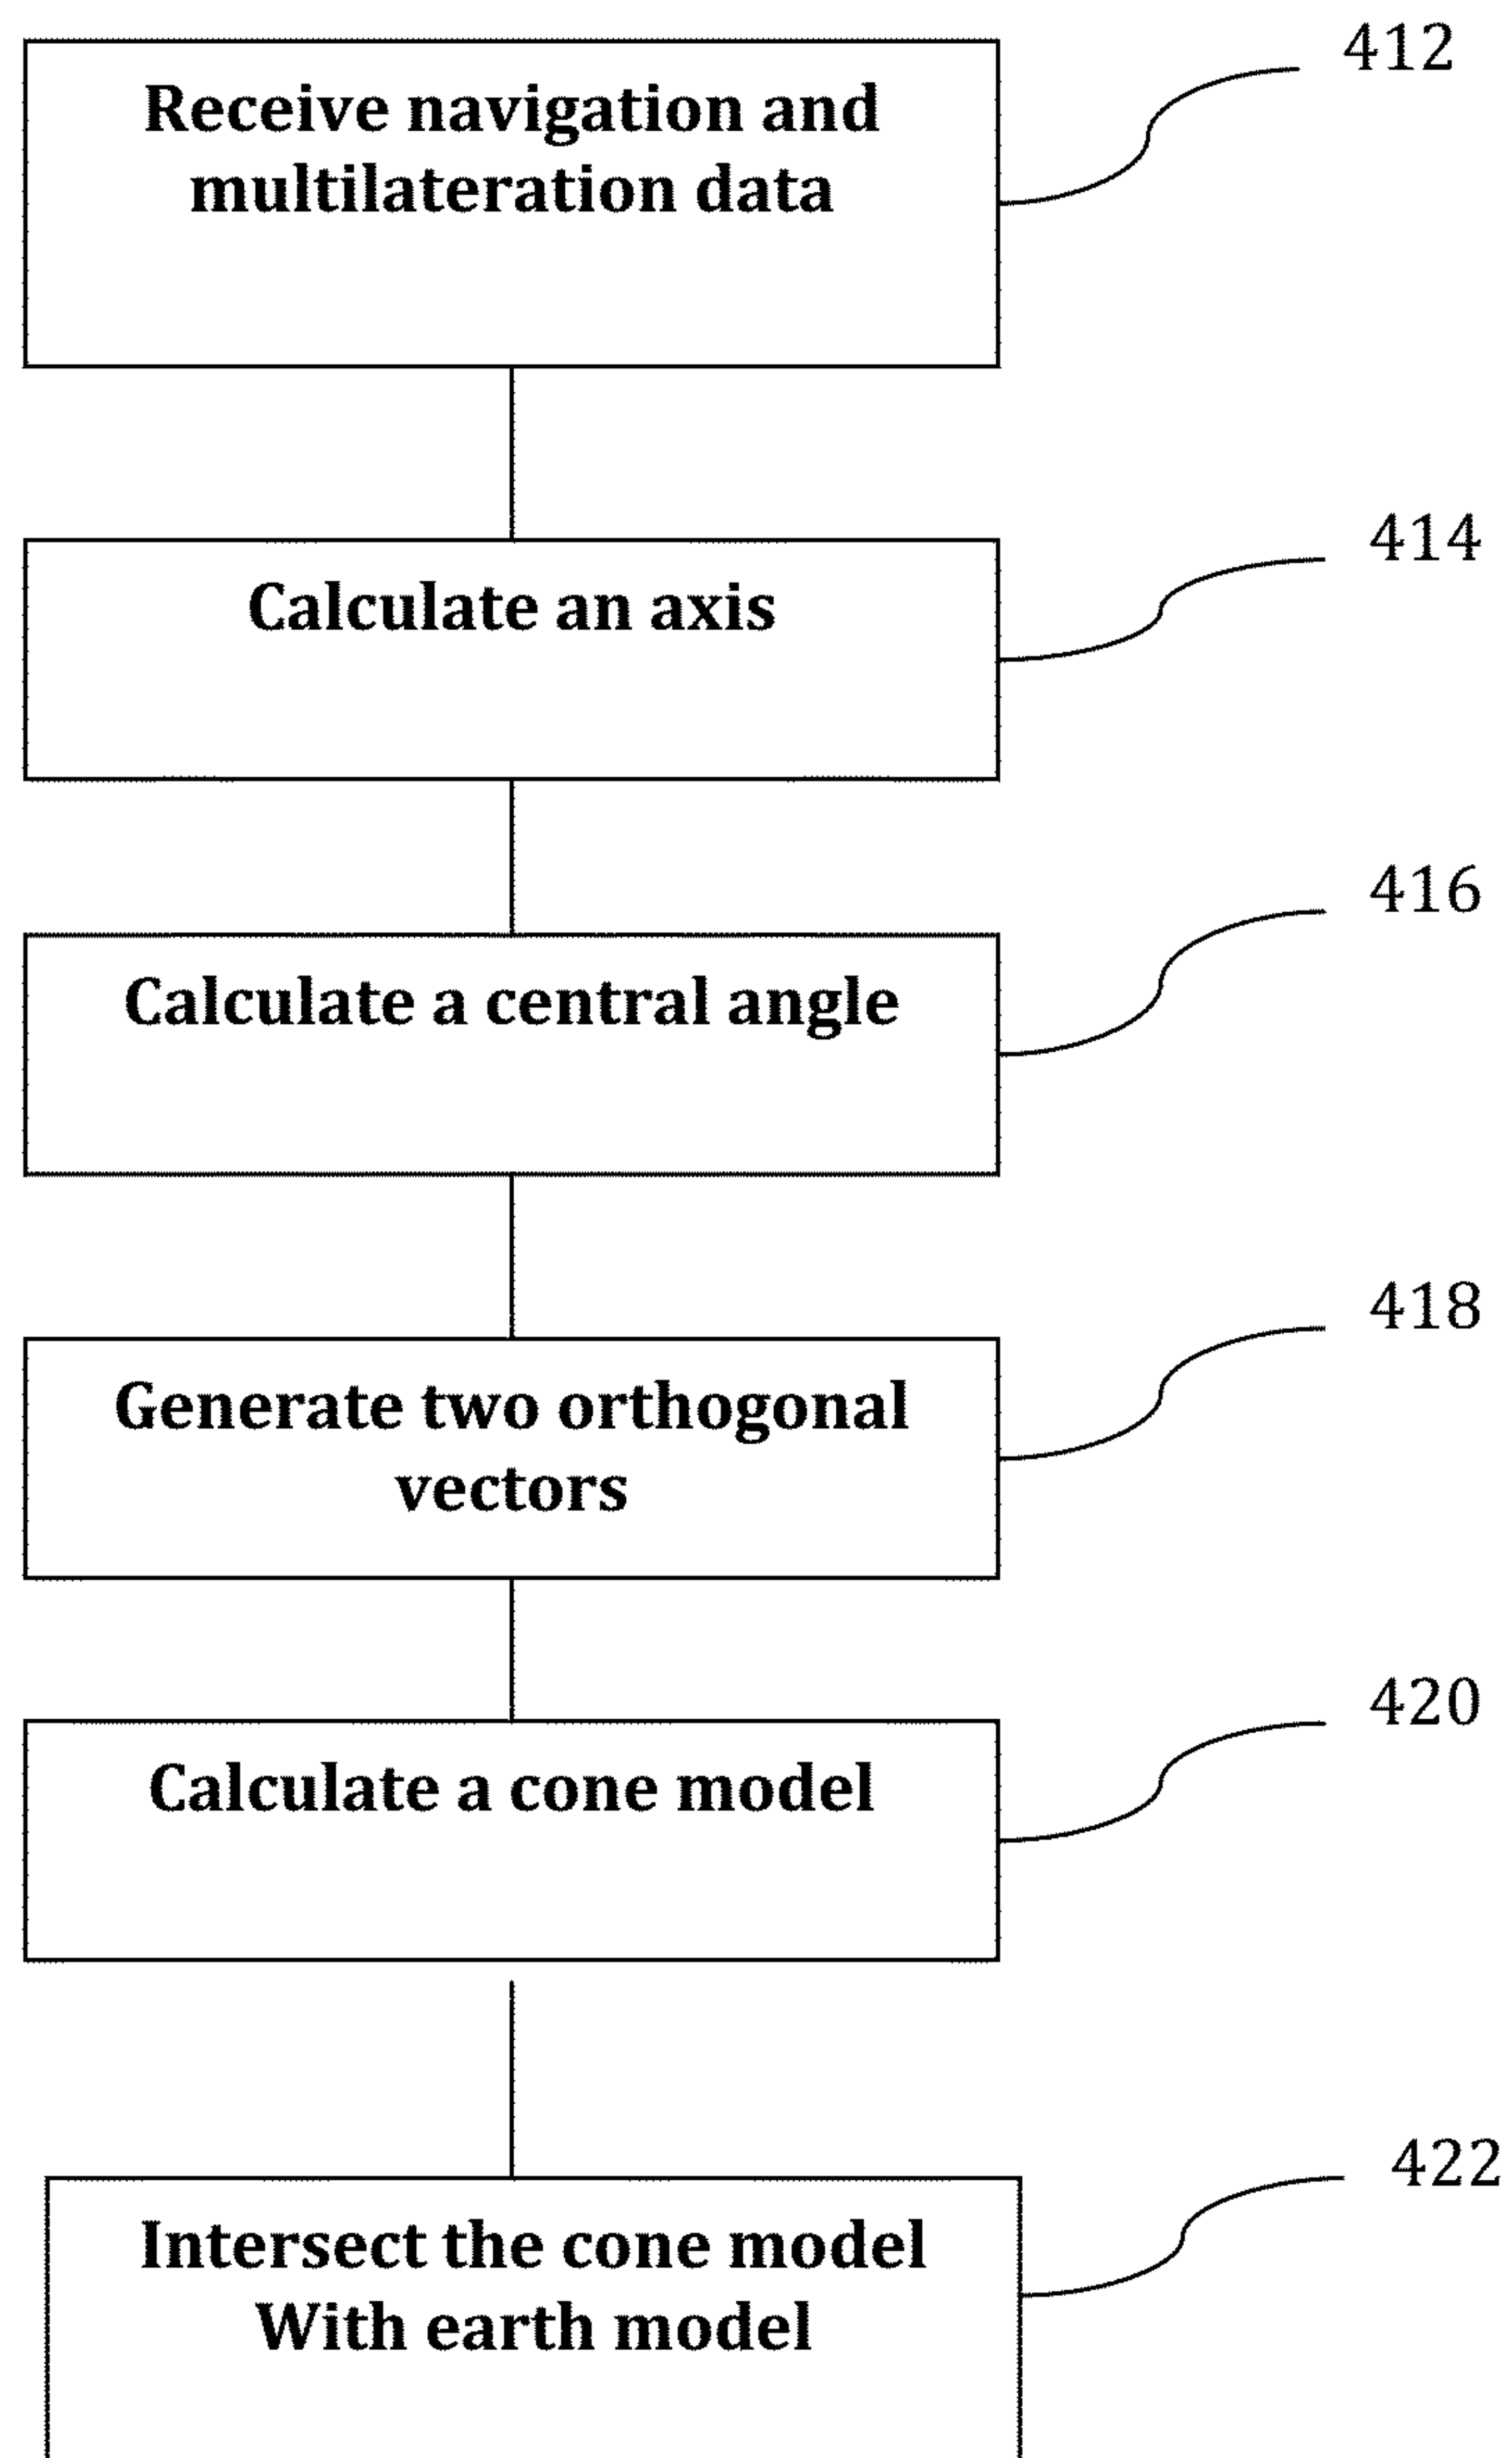 412
Receive navigation and
multilateration data
414
Calculate an axis
416
Calculate a central angle
418
Generate two orthogonal
vectors
420
Calculate a cone model
422
Intersect the cone model
With earth model